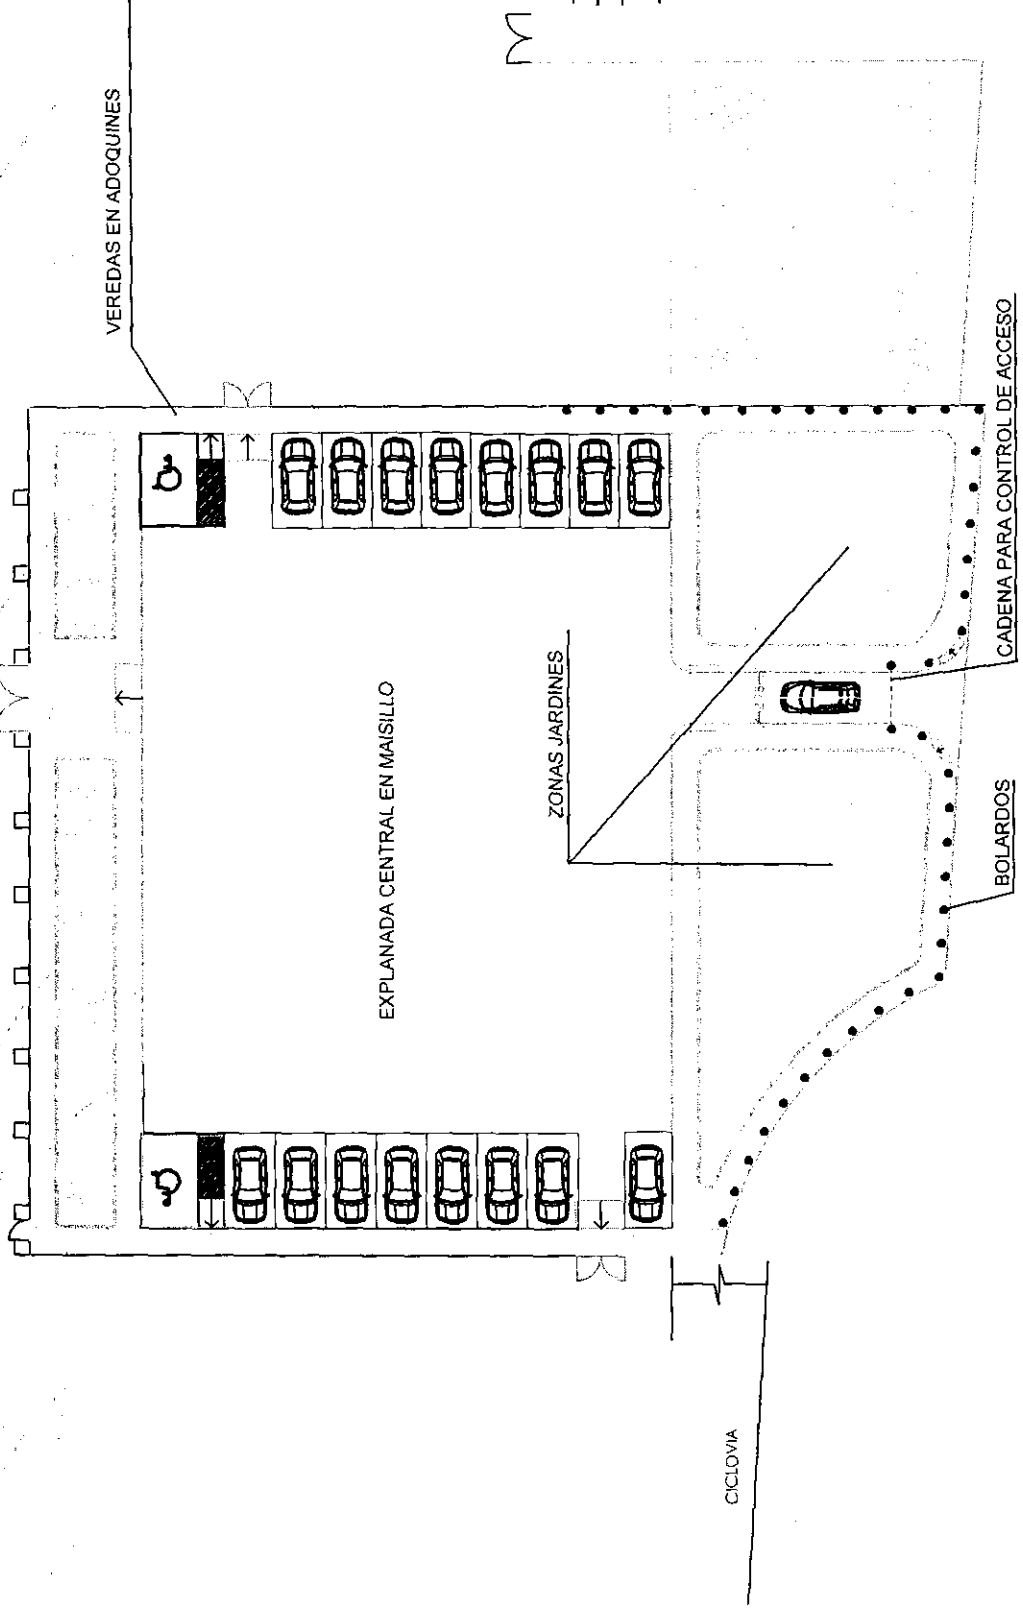 VEREDAS EN ADOQUINES
EXPLANADA CENTRAL EN MAISILLO
ZONAS JARDINES
CADENA PARA CONTROL DE ACCESO
BOLARDOS
CICLOVIA